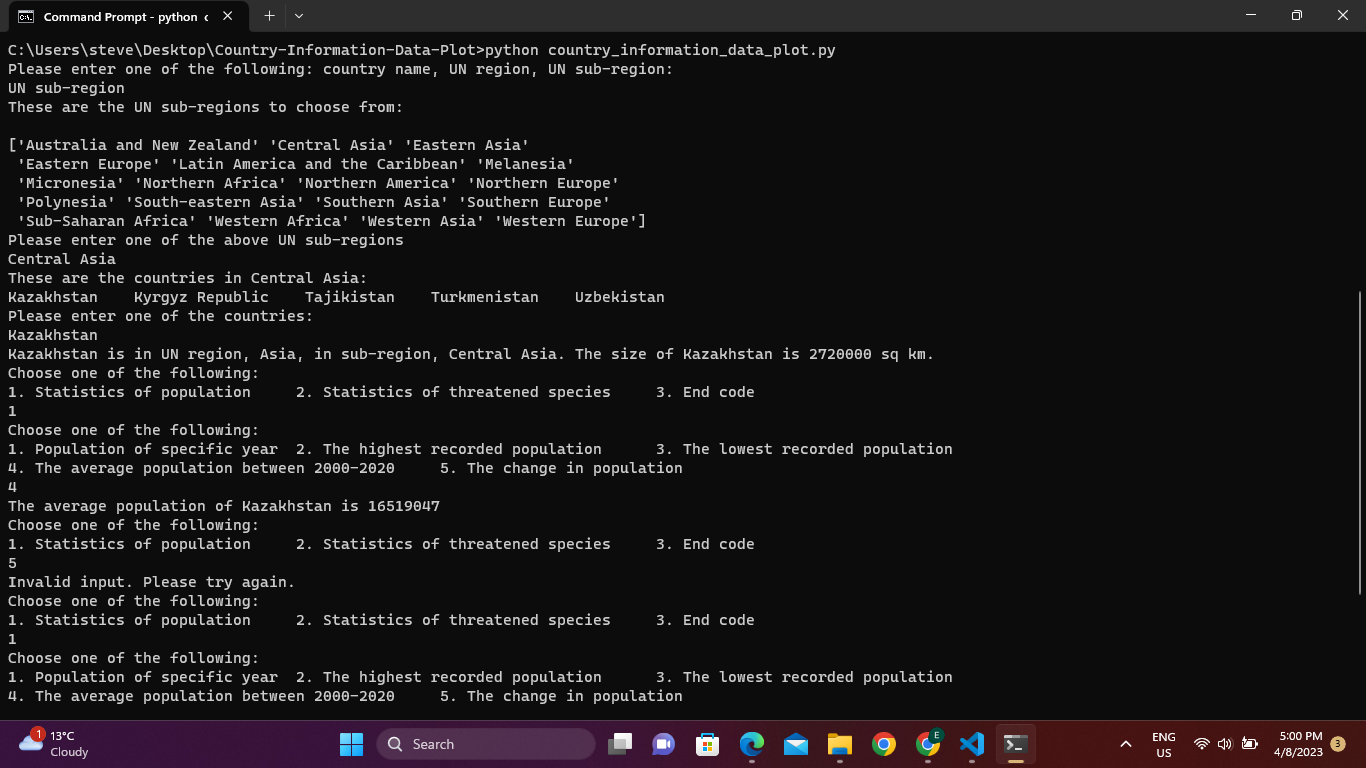 Command Prompt - python c
C:\Users\steve\Desktop\Country-Information-Data-Plot>python country_information_data_plot.py
Please enter one of the following: country name, UN region, UN sub-region:
UN sub-region
These are the UN sub-regions to choose from:
['Australia and New Zealand' 'Central Asia' 'Eastern Asia'
'Eastern Europe' 'Latin America and the Caribbean' 'Melanesia'
'Micronesia' 'Northern Africa' 'Northern America' 'Northern Europe'
'Polynesia' 'South-eastern Asia' 'Southern Asia' 'Southern Europe'
'Sub-Saharan Africa' 'Western Africa' 'Western Asia' 'Western Europe']
Please enter one of the above UN sub-regions
Central Asia
These are the countries in Central Asia:
Kazakhstan    Kyrgyz Republic    Tajikistan    Turkmenistan    Uzbekistan
Please enter one of the countries:
Kazakhstan
Kazakhstan is in UN region, Asia, in sub-region, Central Asia. The size of Kazakhstan is 2720000 sq km.
Choose one of the following:
1. Statistics of population     2. Statistics of threatened species     3. End code
1
Choose one of the following:
1. Population of specific year  2. The highest recorded population      3. The lowest recorded population
4. The average population between 2000-2020     5. The change in population
4
The average population of Kazakhstan is 16519047
Choose one of the following:
1. Statistics of population     2. Statistics of threatened species     3. End code
5
Invalid input. Please try again.
Choose one of the following:
1. Statistics of population     2. Statistics of threatened species     3. End code
1
Choose one of the following:
1. Population of specific year  2. The highest recorded population      3. The lowest recorded population
4. The average population between 2000-2020     5. The change in population
1
13°C
Cloudy
Search
E
ENG
US
5:00 PM
4/8/2023
3